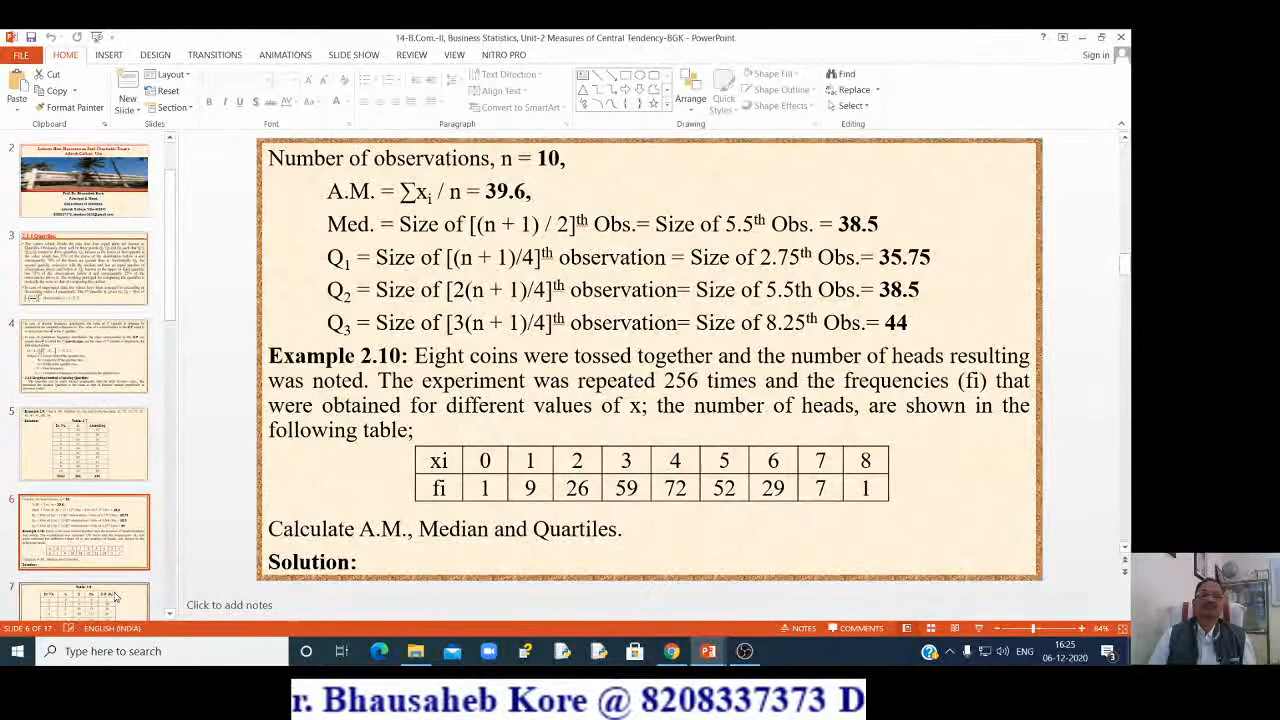 14-B.Com.-II, Business Statistics, Unit-2 Measures of Central Tendency-BGK - PowerPoint
FILE HOME INSERT DESIGN TRANSITIONS ANIMATIONS SLIDE SHOW REVIEW VIEW NITRO PRO Sign in
Paste
Cut
Copy
Format Painter
Clipboard
New
Slide
Layout
Reset
Section
Slides
Text Direction
Align Text
Convert to SmartArt
Paragraph
Arrange
Quick
Styles
Shape Fill
Shape Outline
Shape Effects
Drawing
Find
Replace
Select
Editing
2
3
4
5
6
7
Number of observations, n = 10,
A.M. = ∑xi / n = 39.6,
Med. = Size of [(n + 1) / 2]th Obs.= Size of 5.5th Obs. = 38.5
Q1 = Size of [(n + 1)/4]th observation = Size of 2.75th Obs.= 35.75
Q2 = Size of [2(n + 1)/4]th observation= Size of 5.5th Obs.= 38.5
Q3 = Size of [3(n + 1)/4]th observation= Size of 8.25th Obs.= 44
Example 2.10: Eight coins were tossed together and the number of heads resulting
was noted. The experiment was repeated 256 times and the frequencies (fi) that
were obtained for different values of x; the number of heads, are shown in the
following table;
xi 0 1 2 3 4 5 6 7 8
fi 1 9 26 59 72 52 29 7 1
Calculate A.M., Median and Quartiles.
Solution:
Click to add notes
SLIDE 6 OF 17 ENGLISH (INDIA) NOTES COMMENTS 84%
Type here to search
ENG
16:25
06-12-2020
3
r. Bhausaheb Kore @ 8208337373 D